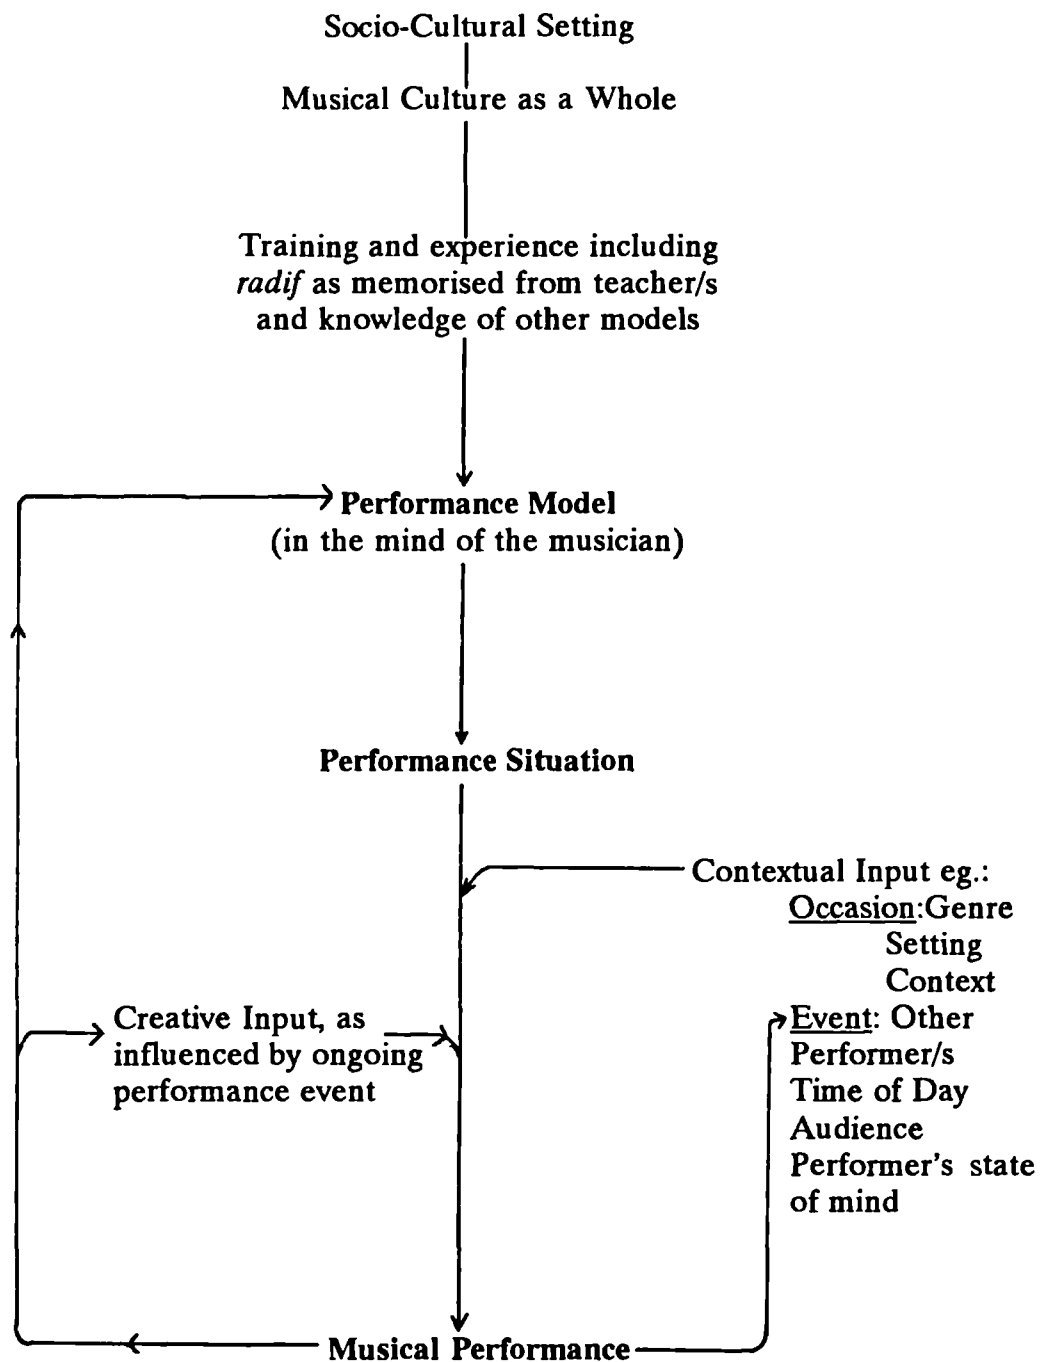 Socio-Cultural Setting
Musical Culture as a Whole
Training and experience including
radif as memorised from teacher/s
and knowledge of other models
Performance Model
(in the mind of the musician)
Performance Situation
Contextual Input eg.:
Occasion:Genre
Setting
Context
Creative Input, as
influenced by ongoing
performance event
Event: Other
Performer/s
Time of Day
Audience
Performer's state
of mind
Musical Performance